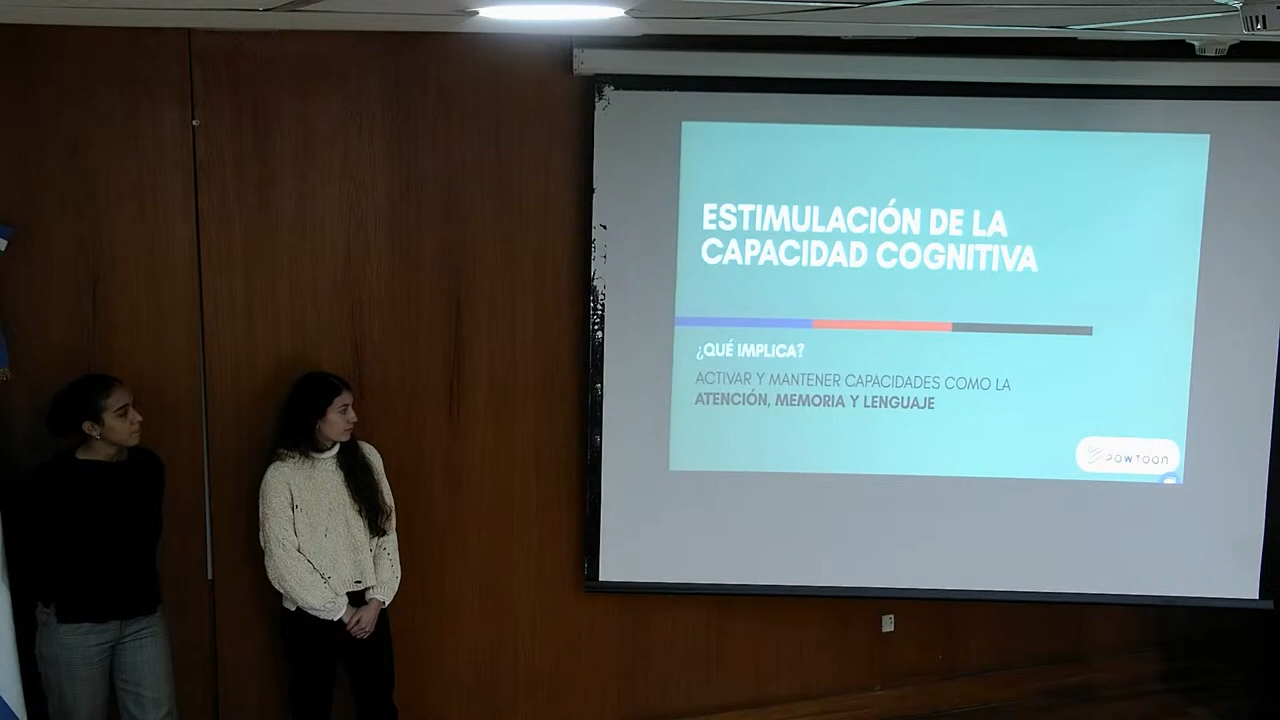 ESTIMULACIÓN DE LA
CAPACIDAD COGNITIVA
¿QUÉ IMPLICA?
ACTIVAR Y MANTENER CAPACIDADES COMO LA
ATENCIÓN, MEMORIA Y LENGUAJE
POWTOON